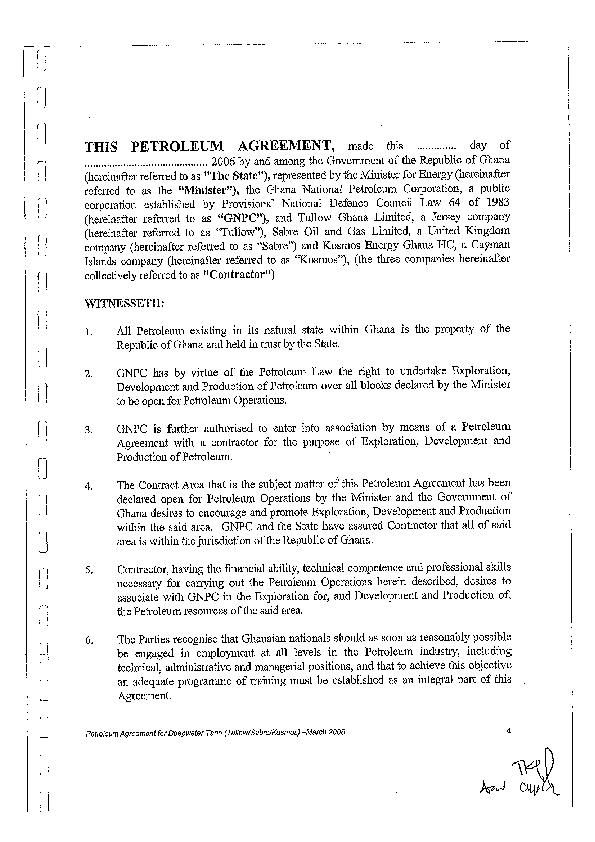 THIS PETROLEUM AGREEMENT, made this ............. day of
......................................... 2006 by and among the Government of the Republic of Ghana
(hereinafter referred to as "The State"), represented by the Minister for Energy (hereinafter
referred to as the "Minister"), the Ghana National Petroleum Corporation, a public
corporation established by Provisional National Defence Council Law 64 of 1983
(hereinafter referred to as "GNPC"), and Tullow Ghana Limited, a Jersey company
(hereinafter referred to as "Tullow"), Sabre Oil and Gas Limited, a United Kingdom
company (hereinafter referred to as "Sabre") and Kosmos Energy Ghana HC, a Cayman
Islands company (hereinafter referred to as "Kosmos"), (the three companies hereinafter
collectively referred to as "Contractor")
WITNESSETH:
1. All Petroleum existing in its natural state within Ghana is the property of the
Republic of Ghana and held in trust by the State.
2. GNPC has by virtue of the Petroleum Law the right to undertake Exploration,
Development and Production of Petroleum over all blocks declared by the Minister
to be open for Petroleum Operations.
3. GNPC is further authorised to enter into association by means of a Petroleum
Agreement with a contractor for the purpose of Exploration, Development and
Production of Petroleum.
4. The Contract Area that is the subject matter of this Petroleum Agreement has been
declared open for Petroleum Operations by the Minister and the Government of
Ghana desires to encourage and promote Exploration, Development and Production
within the said area. GNPC and the State have assured Contractor that all of said
area is within the jurisdiction of the Republic of Ghana.
5. Contractor, having the financial ability, technical competence and professional skills
necessary for carrying out the Petroleum Operations herein described, desires to
associate with GNPC in the Exploration for, and Development and Production of,
the Petroleum resources of the said area.
6. The Parties recognise that Ghanaian nationals should as soon as reasonably possible
be engaged in employment at all levels in the Petroleum industry, including
technical, administrative and managerial positions, and that to achieve this objective
an adequate programme of training must be established as an integral part of this
Agreement.
Petroleum Agreement for Deepwater Tano (Tullow/Sabre/Kosmos) –March 2006 4